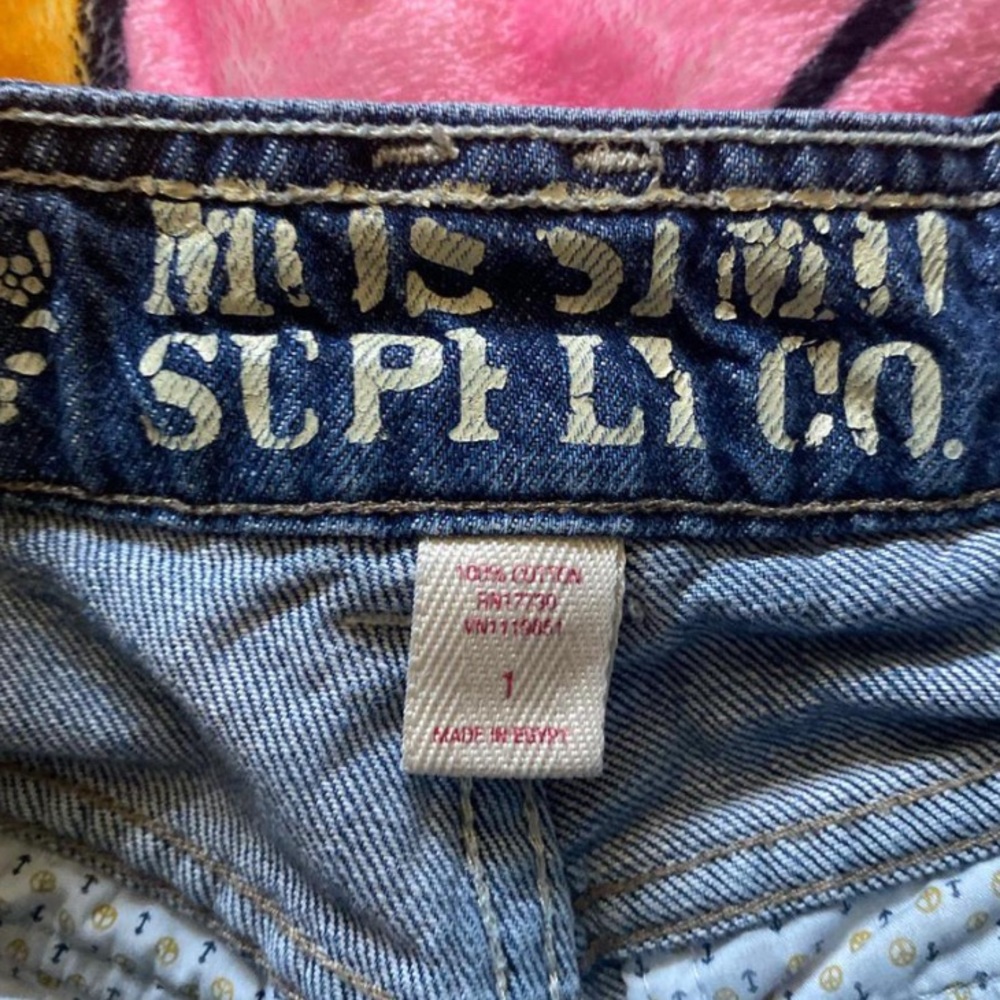 MOSSIMO
SUPPLY CO.
100% COTTON
RN17730
VN1119051
1
MADE IN EGYPT